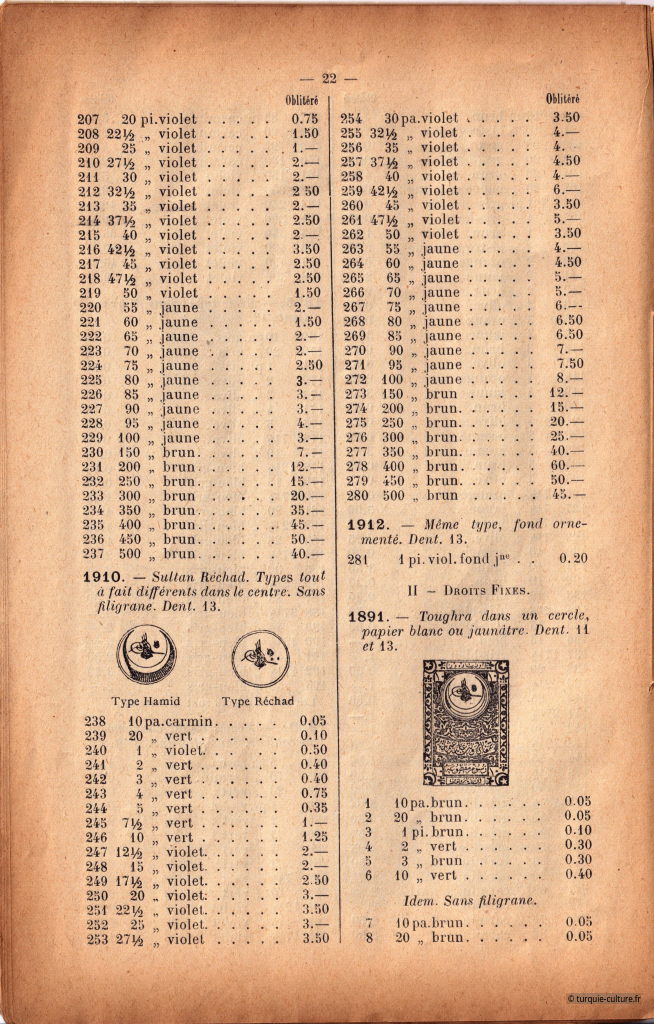 — 22 —
Oblitéré
207 20 pi. violet . . . . . 0.75
208 22½ „ violet . . . . . 1.50
209 25 „ violet . . . . . 1.—
210 27½ „ violet . . . . . 2.—
211 30 „ violet . . . . . 2.—
212 32½ „ violet . . . . . 2 50
213 35 „ violet . . . . . 2.—
214 37½ „ violet . . . . . 2.50
215 40 „ violet . . . . . 2 —
216 42½ „ violet . . . . . 3.50
217 45 „ violet . . . . . 2.50
218 47½ „ violet . . . . . 2.50
219 50 „ violet . . . . . 1.50
220 55 „ jaune . . . . . 2.—
221 60 „ jaune . . . . . 1.50
222 65 „ jaune . . . . . 2.—
223 70 „ jaune . . . . . 2.—
224 75 „ jaune . . . . . 2.50
225 80 „ jaune . . . . . 3.—
226 85 „ jaune . . . . . 3.—
227 90 „ jaune . . . . . 3.—
228 95 „ jaune . . . . . 4.—
229 100 „ jaune . . . . . 3.—
230 150 „ brun. . . . . . 7.—
231 200 „ brun . . . . . 12.—
232 250 „ brun . . . . . 15.—
233 300 „ brun . . . . . 20.—
234 350 „ brun . . . . . 35.—
235 400 „ brun . . . . . 45.—
236 450 „ brun . . . . . 50.—
237 500 „ brun . . . . . 40.—
1910. — Sultan Réchad. Types tout
à fait différents dans le centre. Sans
filigrane. Dent. 13.
Type Hamid Type Réchad
238 10 pa. carmin. . . . . 0.05
239 20 „ vert . . . . . 0.10
240 1 „ violet. . . . . 0.50
241 2 „ vert . . . . . 0.40
242 3 „ vert . . . . . 0.40
243 4 „ vert . . . . . 0.75
244 5 „ vert . . . . . 0.35
245 7½ „ vert . . . . . 1.—
246 10 „ vert . . . . . 1.25
247 12½ „ violet. . . . . 2.—
248 15 „ violet. . . . . 2.—
249 17½ „ violet. . . . . 2.50
250 20 „ violet. . . . . 3.—
251 22½ „ violet. . . . . 3.50
252 25 „ violet. . . . . 3.—
253 27½ „ violet . . . . . 3.50
Oblitéré
254 30 pa. violet . . . . . 3.50
255 32½ „ violet . . . . . 4.—
256 35 „ violet . . . . . 4.
257 37½ „ violet . . . . . 4.50
258 40 „ violet . . . . . 4.—
259 42½ „ violet . . . . . 6.—
260 45 „ violet . . . . . 3.50
261 47½ „ violet . . . . . 5.—
262 50 „ violet . . . . . 3.50
263 55 „ jaune . . . . . 4.—
264 60 „ jaune . . . . . 4.50
265 65 „ jaune . . . . . 5.—
266 70 „ jaune . . . . . 5.—
267 75 „ jaune . . . . . 6.—
268 80 „ jaune . . . . . 6.50
269 85 „ jaune . . . . . 6.50
270 90 „ jaune . . . . . 7.—
271 95 „ jaune . . . . . 7.50
272 100 „ jaune . . . . . 8.—
273 150 „ brun . . . . . 12.—
274 200 „ brun. . . . . . 15.—
275 250 „ brun. . . . . . 20.—
276 300 „ brun. . . . . . 25.—
277 350 „ brun. . . . . . 40.—
278 400 „ brun. . . . . . 60.—
279 450 „ brun. . . . . . 50.—
280 500 „ brun . . . . . 45.—
1912. — Même type, fond orne-
menté. Dent. 13.
281 1 pi. viol. fond jⁿᵉ . . 0.20
II — DROITS FIXES.
1891. — Toughra dans un cercle,
papier blanc ou jaunâtre. Dent. 11
et 13.
1 10 pa. brun. . . . . . 0.05
2 20 „ brun. . . . . . 0.05
3 1 pi. brun. . . . . . 0.10
4 2 „ vert . . . . . 0.30
5 3 „ brun . . . . . 0.30
6 10 „ vert . . . . . 0.40
Idem. Sans filigrane.
7 10 pa. brun. . . . . . 0.05
8 20 „ brun. . . . . . 0.05
© turquie-culture.fr